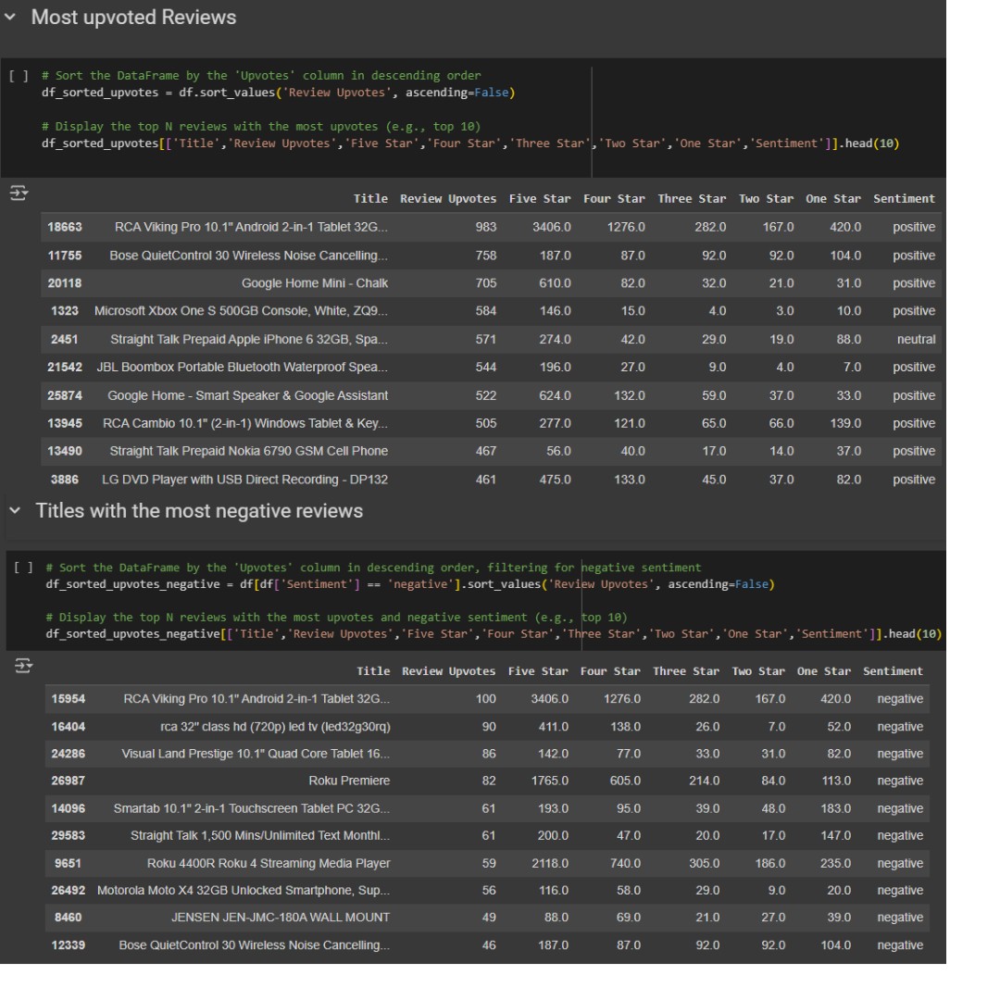 Most upvoted Reviews
[ ] # Sort the DataFrame by the 'Upvotes' column in descending order
df_sorted_upvotes = df.sort_values('Review Upvotes', ascending=False)
# Display the top N reviews with the most upvotes (e.g., top 10)
df_sorted_upvotes[['Title','Review Upvotes','Five Star','Four Star','Three Star','Two Star','One Star','Sentiment']].head(10)
Title Review Upvotes Five Star Four Star Three Star Two Star One Star Sentiment
18663 RCA Viking Pro 10.1" Android 2-in-1 Tablet 32G... 983 3406.0 1276.0 282.0 167.0 420.0 positive
11755 Bose QuietControl 30 Wireless Noise Cancelling... 758 187.0 87.0 92.0 92.0 104.0 positive
20118 Google Home Mini - Chalk 705 610.0 82.0 32.0 21.0 31.0 positive
1323 Microsoft Xbox One S 500GB Console, White, ZQ9... 584 146.0 15.0 4.0 3.0 10.0 positive
2451 Straight Talk Prepaid Apple iPhone 6 32GB, Spa... 571 274.0 42.0 29.0 19.0 88.0 neutral
21542 JBL Boombox Portable Bluetooth Waterproof Spea... 544 196.0 27.0 9.0 4.0 7.0 positive
25874 Google Home - Smart Speaker & Google Assistant 522 624.0 132.0 59.0 37.0 33.0 positive
13945 RCA Cambio 10.1" (2-in-1) Windows Tablet & Key... 505 277.0 121.0 65.0 66.0 139.0 positive
13490 Straight Talk Prepaid Nokia 6790 GSM Cell Phone 467 56.0 40.0 17.0 14.0 37.0 positive
3886 LG DVD Player with USB Direct Recording - DP132 461 475.0 133.0 45.0 37.0 82.0 positive
Titles with the most negative reviews
[ ] # Sort the DataFrame by the 'Upvotes' column in descending order, filtering for negative sentiment
df_sorted_upvotes_negative = df[df['Sentiment'] == 'negative'].sort_values('Review Upvotes', ascending=False)
# Display the top N reviews with the most upvotes and negative sentiment (e.g., top 10)
df_sorted_upvotes_negative[['Title','Review Upvotes','Five Star','Four Star','Three Star','Two Star','One Star','Sentiment']].head(10)
Title Review Upvotes Five Star Four Star Three Star Two Star One Star Sentiment
15954 RCA Viking Pro 10.1" Android 2-in-1 Tablet 32G... 100 3406.0 1276.0 282.0 167.0 420.0 negative
16404 rca 32" class hd (720p) led tv (led32g30rq) 90 411.0 138.0 26.0 7.0 52.0 negative
24286 Visual Land Prestige 10.1" Quad Core Tablet 16... 86 142.0 77.0 33.0 31.0 82.0 negative
26987 Roku Premiere 82 1765.0 605.0 214.0 84.0 113.0 negative
14096 Smartab 10.1" 2-in-1 Touchscreen Tablet PC 32G... 61 193.0 95.0 39.0 48.0 183.0 negative
29583 Straight Talk 1,500 Mins/Unlimited Text Monthl... 61 200.0 47.0 20.0 17.0 147.0 negative
9651 Roku 4400R Roku 4 Streaming Media Player 59 2118.0 740.0 305.0 186.0 235.0 negative
26492 Motorola Moto X4 32GB Unlocked Smartphone, Sup... 56 116.0 58.0 29.0 9.0 20.0 negative
8460 JENSEN JEN-JMC-180A WALL MOUNT 49 88.0 69.0 21.0 27.0 39.0 negative
12339 Bose QuietControl 30 Wireless Noise Cancelling... 46 187.0 87.0 92.0 92.0 104.0 negative